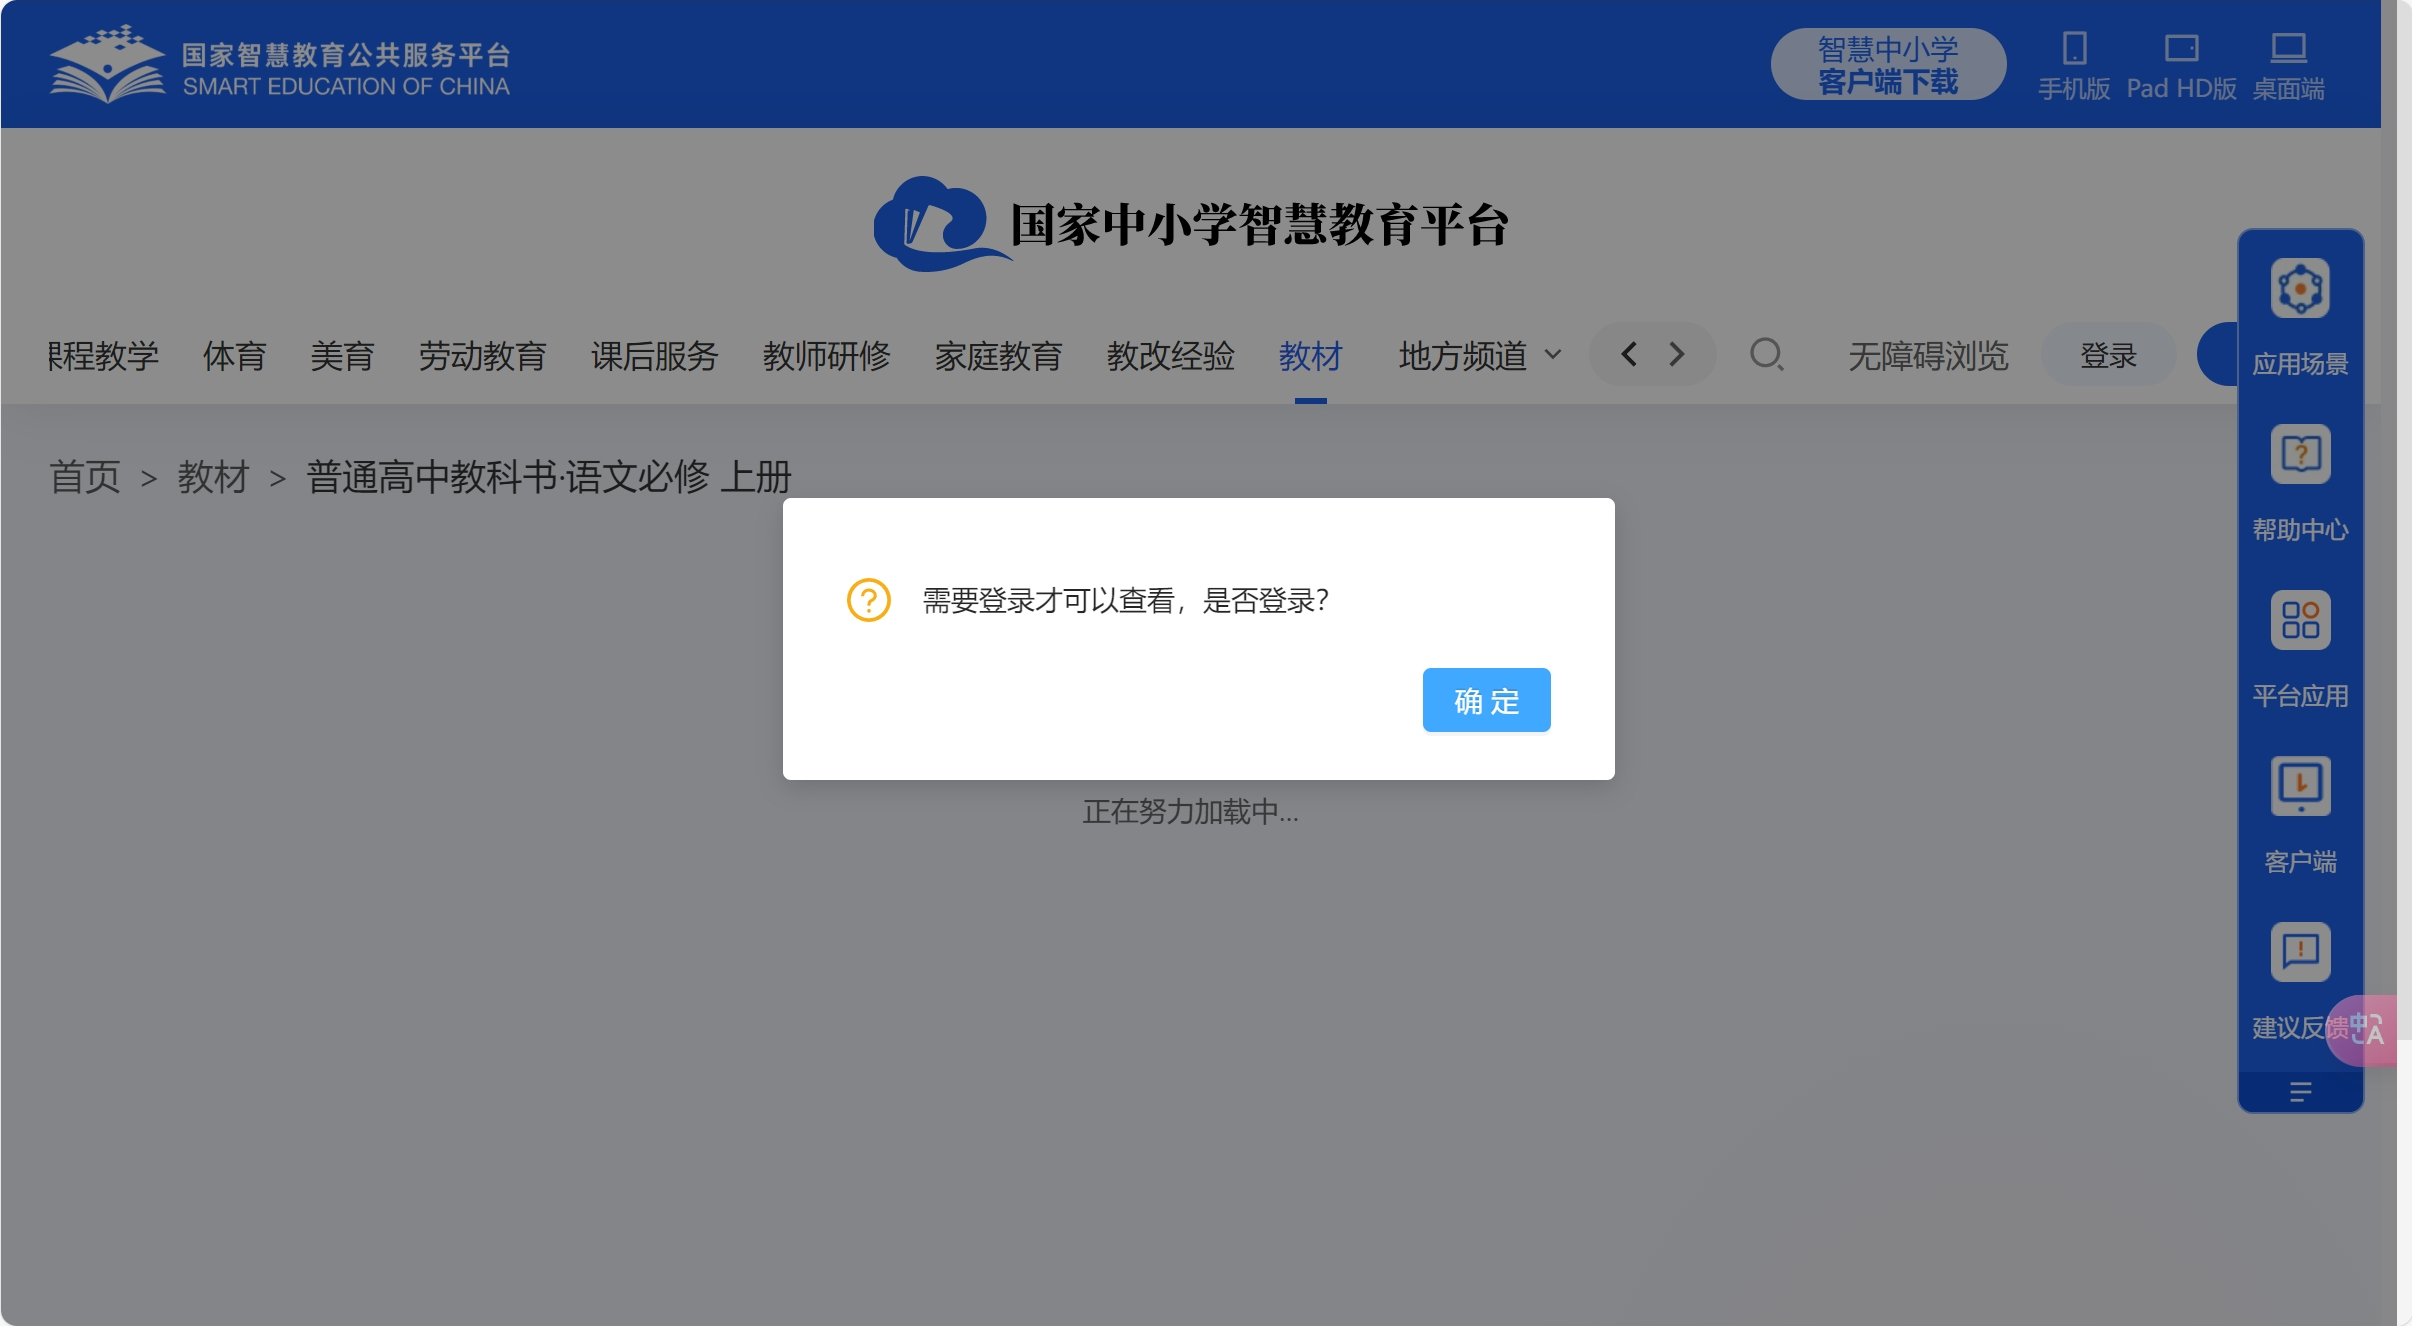 国家智慧教育公共服务平台
SMART EDUCATION OF CHINA
智慧中小学
客户端下载
手机版 Pad HD版 桌面端
国家中小学智慧教育平台
课程教学 体育 美育 劳动教育 课后服务 教师研修 家庭教育 教改经验 教材 地方频道 无障碍浏览 登录
首页 > 教材 > 普通高中教科书·语文必修 上册
需要登录才可以查看，是否登录？
确 定
正在努力加载中...
应用场景
帮助中心
平台应用
客户端
建议反馈